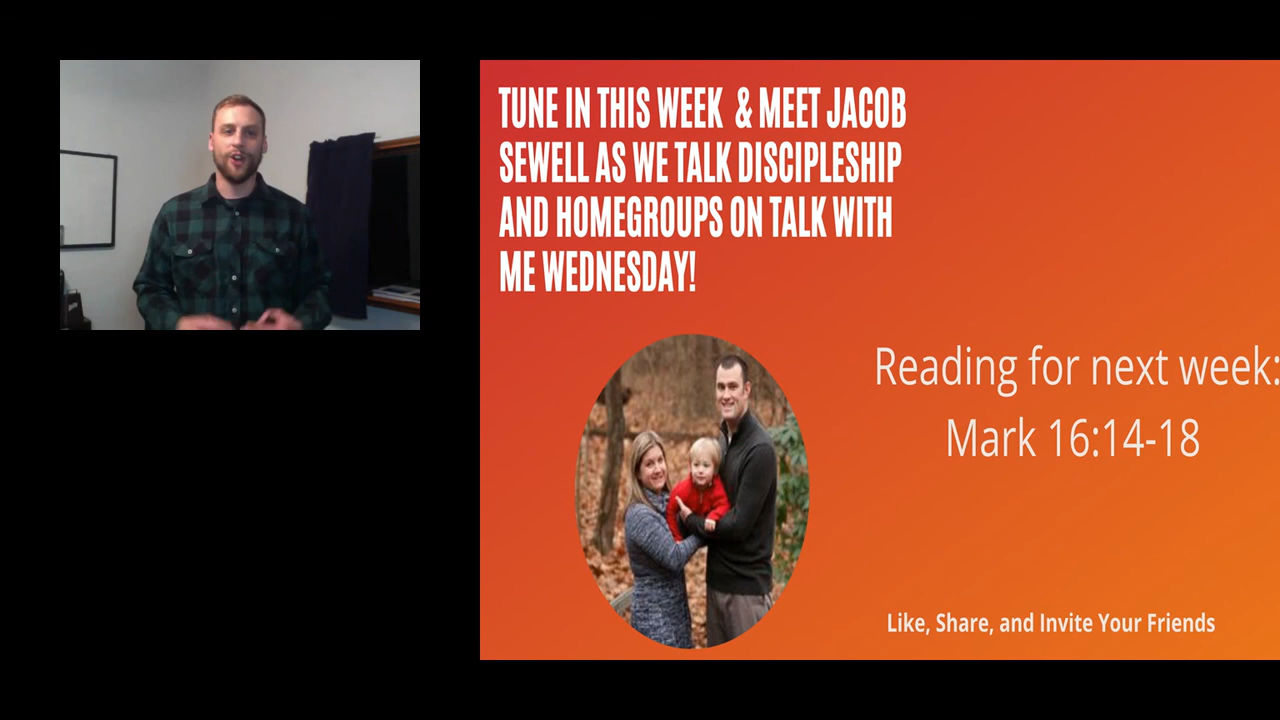 TUNE IN THIS WEEK & MEET JACOB
SEWELL AS WE TALK DISCIPLESHIP
AND HOMEGROUPS ON TALK WITH
ME WEDNESDAY!
Reading for next week:
Mark 16:14-18
Like, Share, and Invite Your Friends